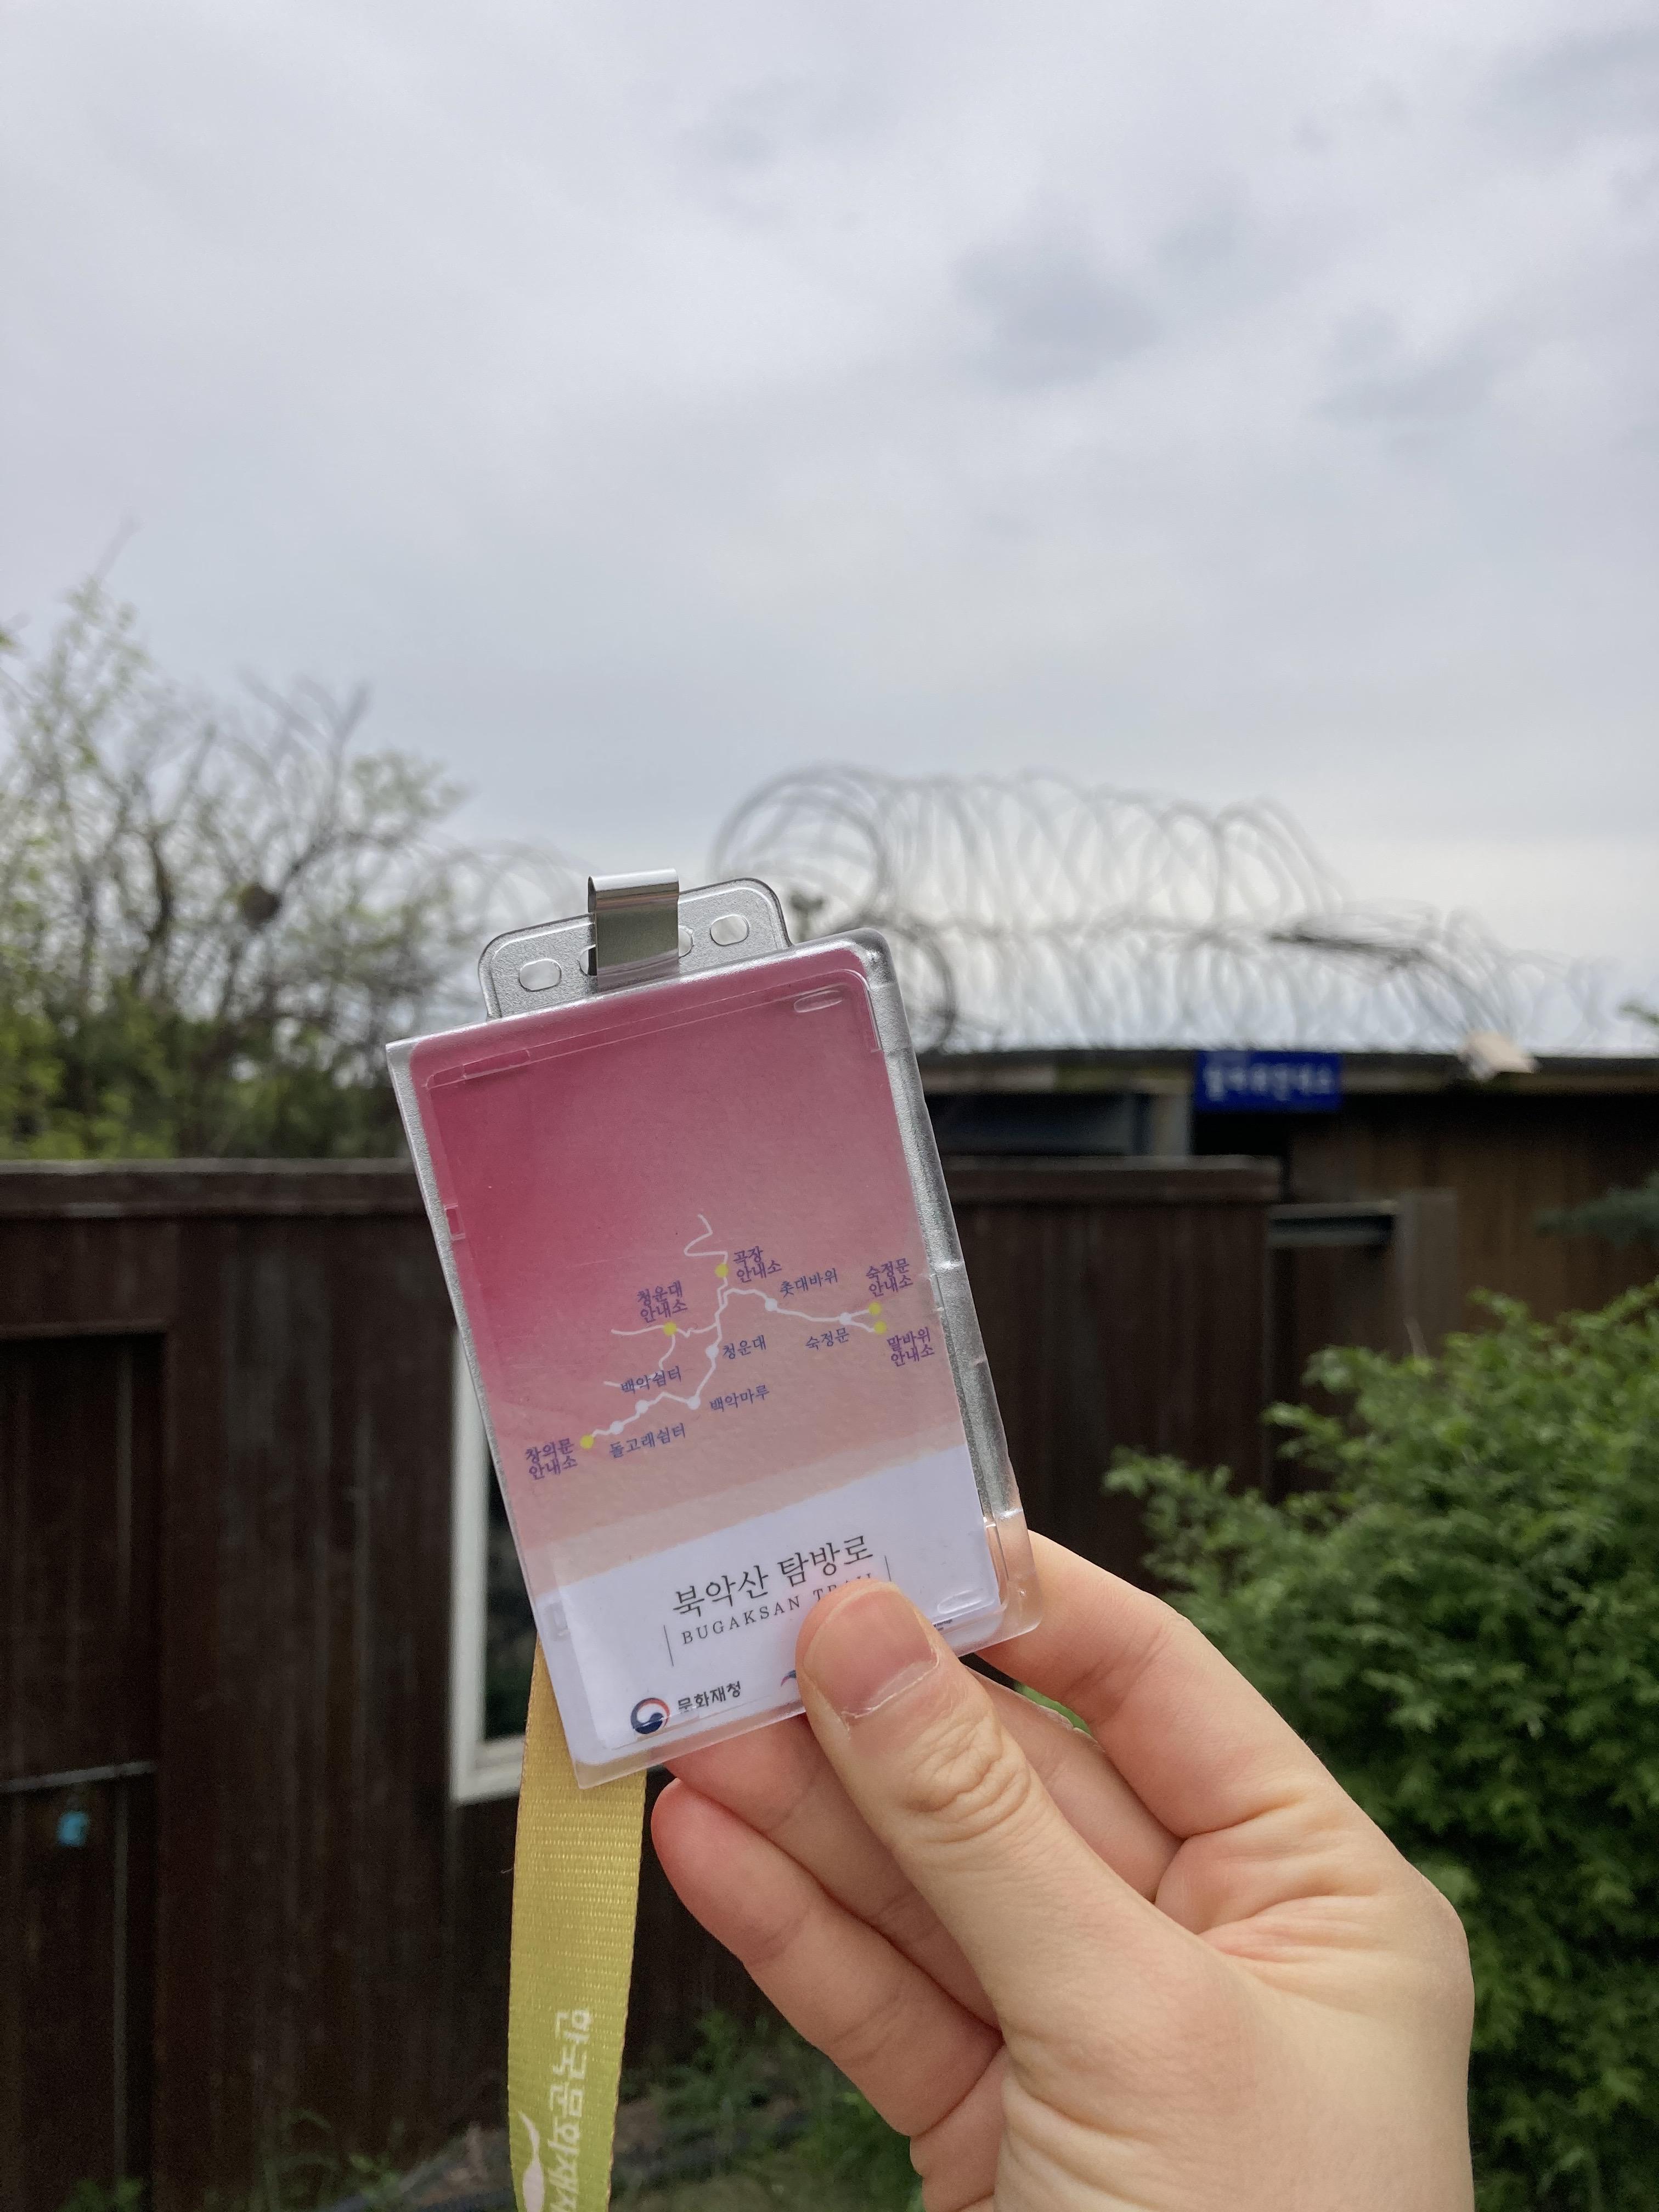 곡장
안내소
청운대
안내소
촛대바위
숙정문
안내소
숙정문
말바위
안내소
청운대
백악쉼터
백악마루
돌고래쉼터
창의문
안내소
북악산 탐방로
BUGAKSAN TRAIL
문화재청